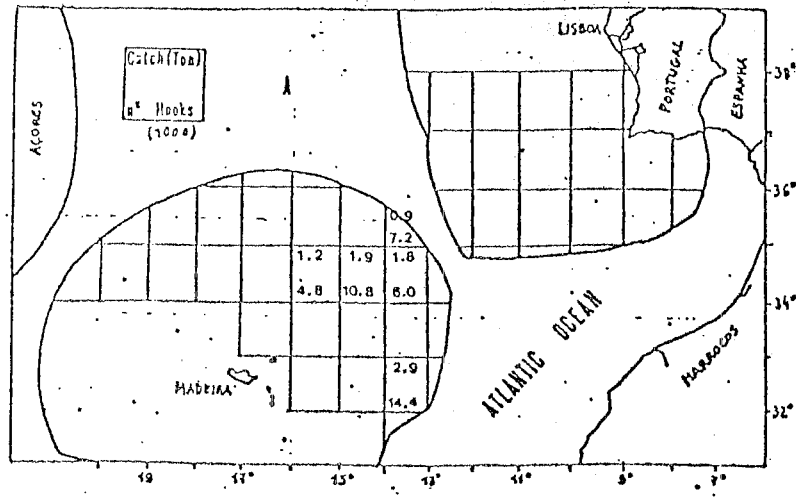 LISBOA
Catch (Ton)
nº Hooks
(1000)
AÇORES
PORTUGAL
ESPANHA
38°
36°
0.9
7.2
1.2 1.9 1.8
4.8 10.8 6.0
34°
ATLANTIC OCEAN
MARROCOS
2.9
MADEIRA
14.4
32°
19 17° 15° 13° 11° 9° 7°